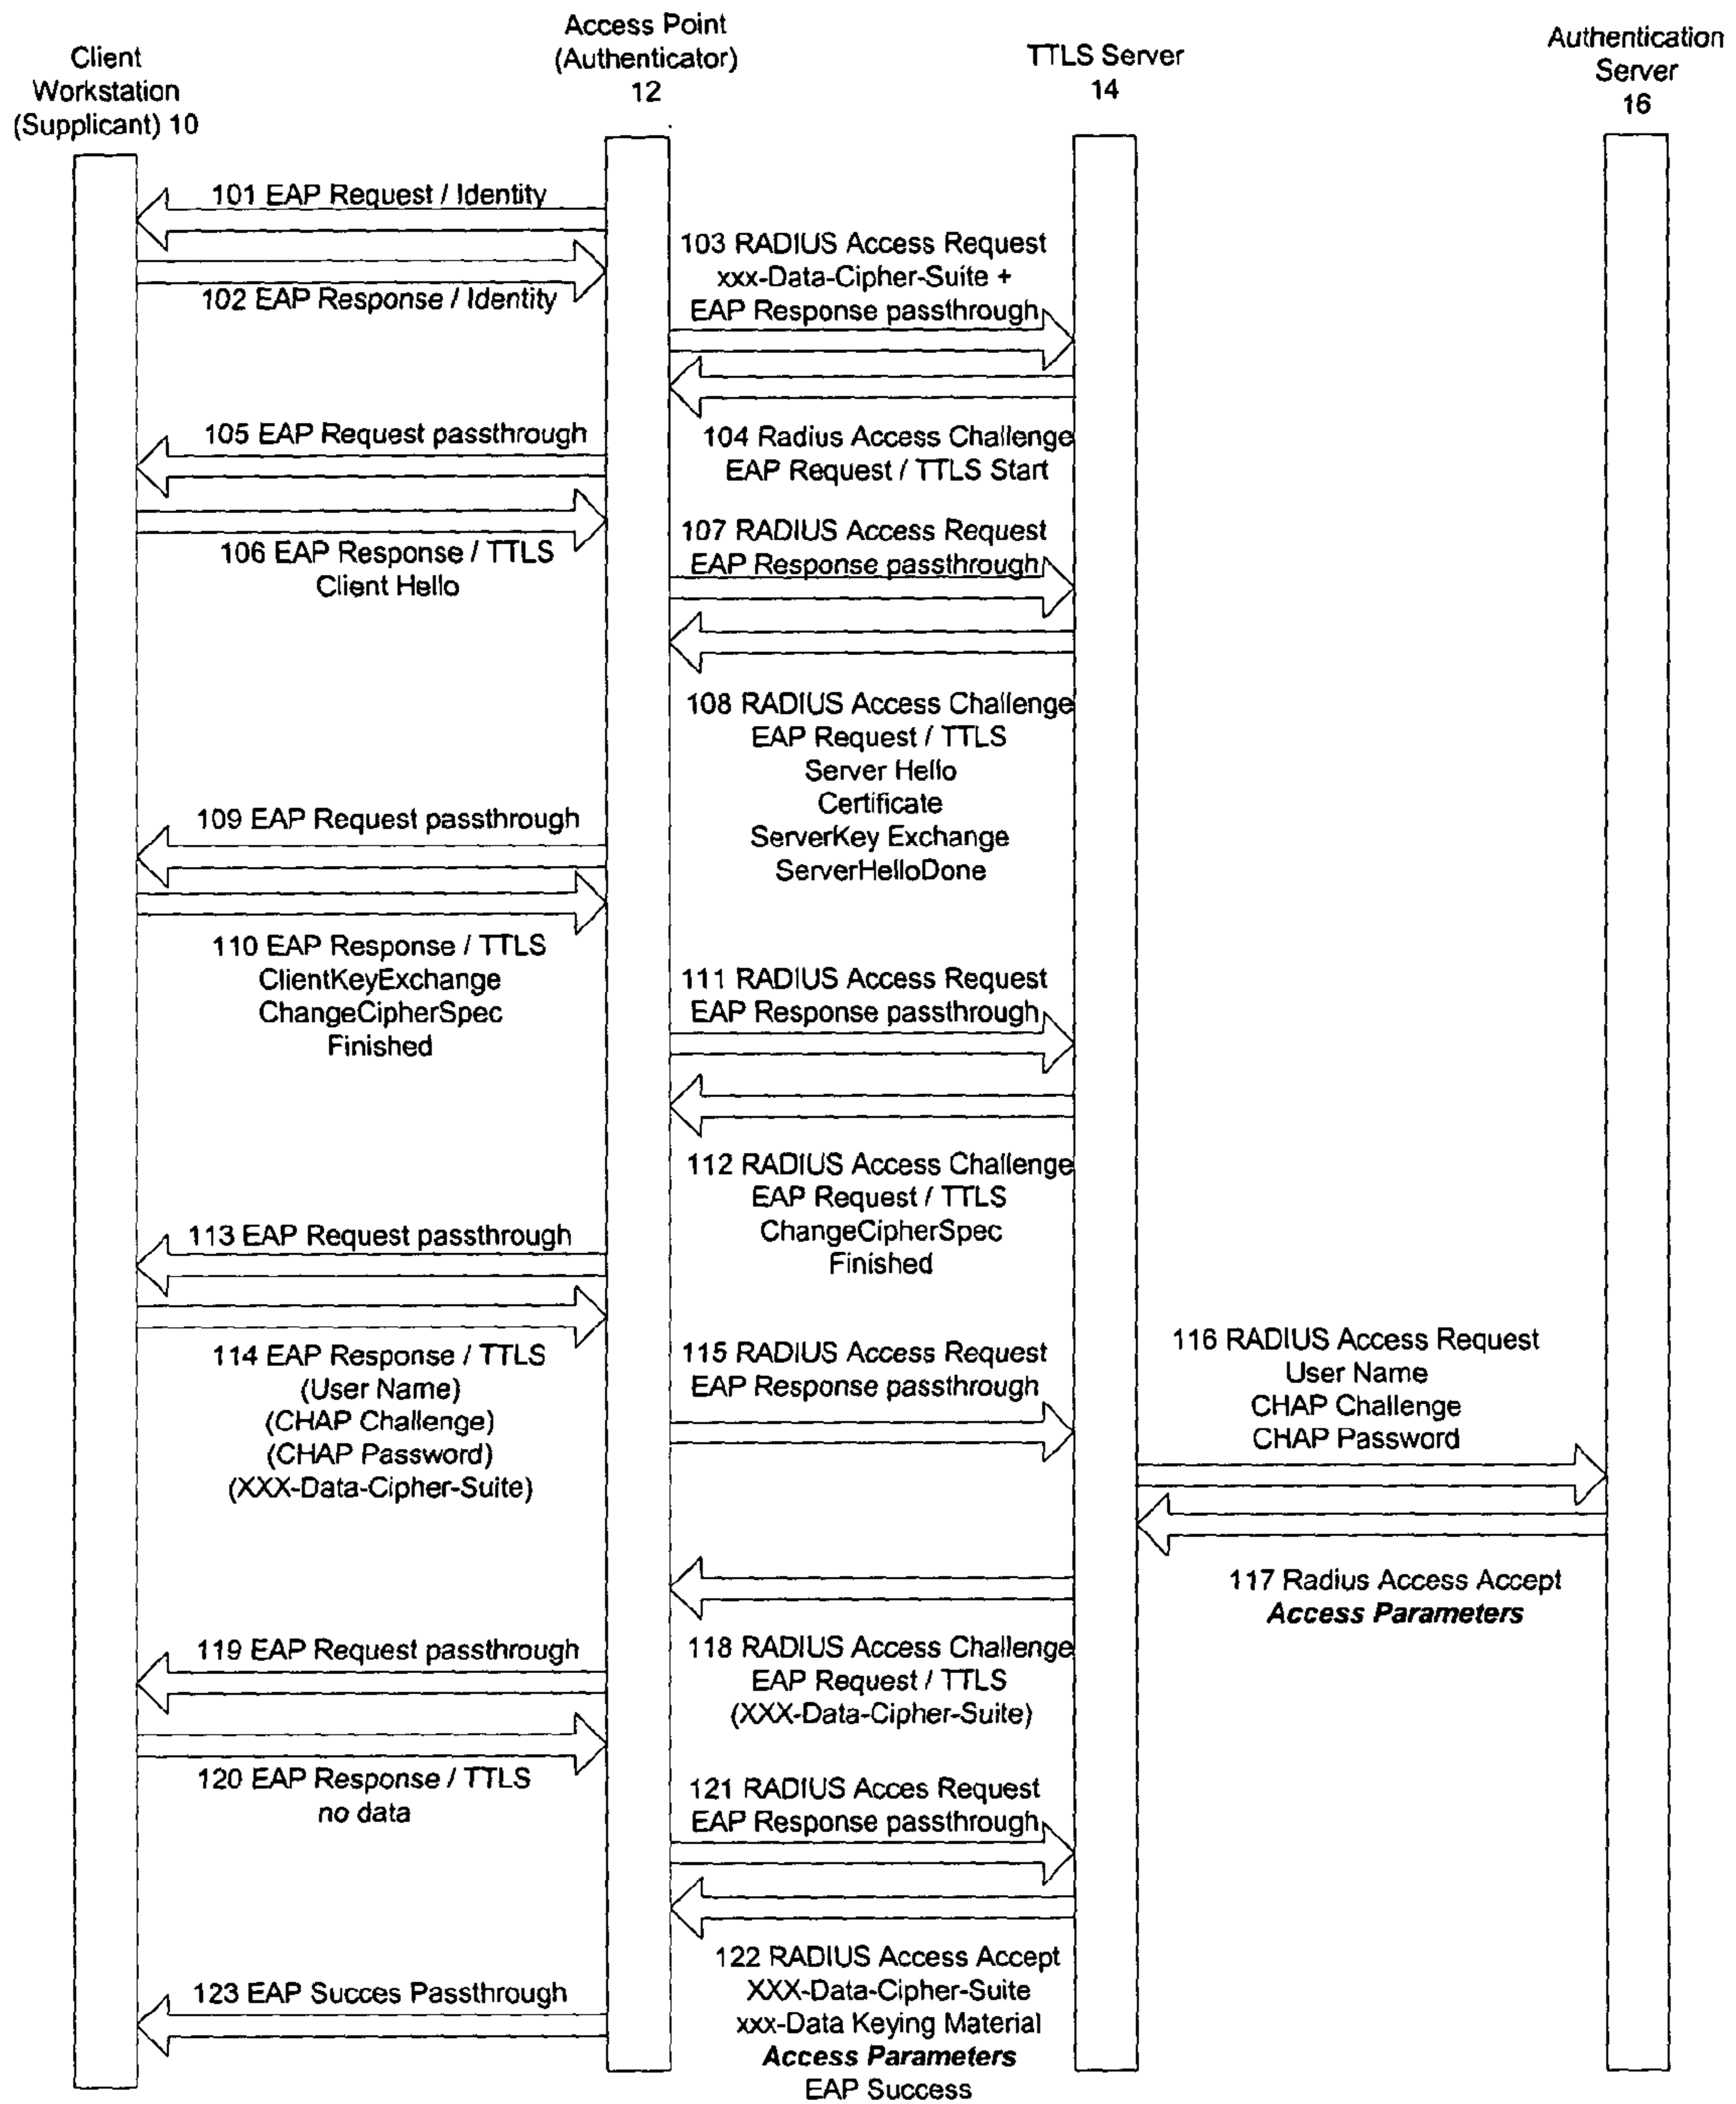 Client
Workstation
(Supplicant) 10
Access Point
(Authenticator)
12
TTLS Server
14
Authentication
Server
16
101 EAP Request / Identity
102 EAP Response / Identity
103 RADIUS Access Request
xxx-Data-Cipher-Suite +
EAP Response passthrough
104 Radius Access Challenge
EAP Request / TTLS Start
105 EAP Request passthrough
106 EAP Response / TTLS
Client Hello
107 RADIUS Access Request
EAP Response passthrough
108 RADIUS Access Challenge
EAP Request / TTLS
Server Hello
Certificate
ServerKey Exchange
ServerHelloDone
109 EAP Request passthrough
110 EAP Response / TTLS
ClientKeyExchange
ChangeCipherSpec
Finished
111 RADIUS Access Request
EAP Response passthrough
112 RADIUS Access Challenge
EAP Request / TTLS
ChangeCipherSpec
Finished
113 EAP Request passthrough
114 EAP Response / TTLS
(User Name)
(CHAP Challenge)
(CHAP Password)
(XXX-Data-Cipher-Suite)
115 RADIUS Access Request
EAP Response passthrough
116 RADIUS Access Request
User Name
CHAP Challenge
CHAP Password
117 Radius Access Accept
Access Parameters
118 RADIUS Access Challenge
EAP Request / TTLS
(XXX-Data-Cipher-Suite)
119 EAP Request passthrough
120 EAP Response / TTLS
no data
121 RADIUS Acces Request
EAP Response passthrough
122 RADIUS Access Accept
XXX-Data-Cipher-Suite
xxx-Data Keying Material
Access Parameters
EAP Success
123 EAP Succes Passthrough